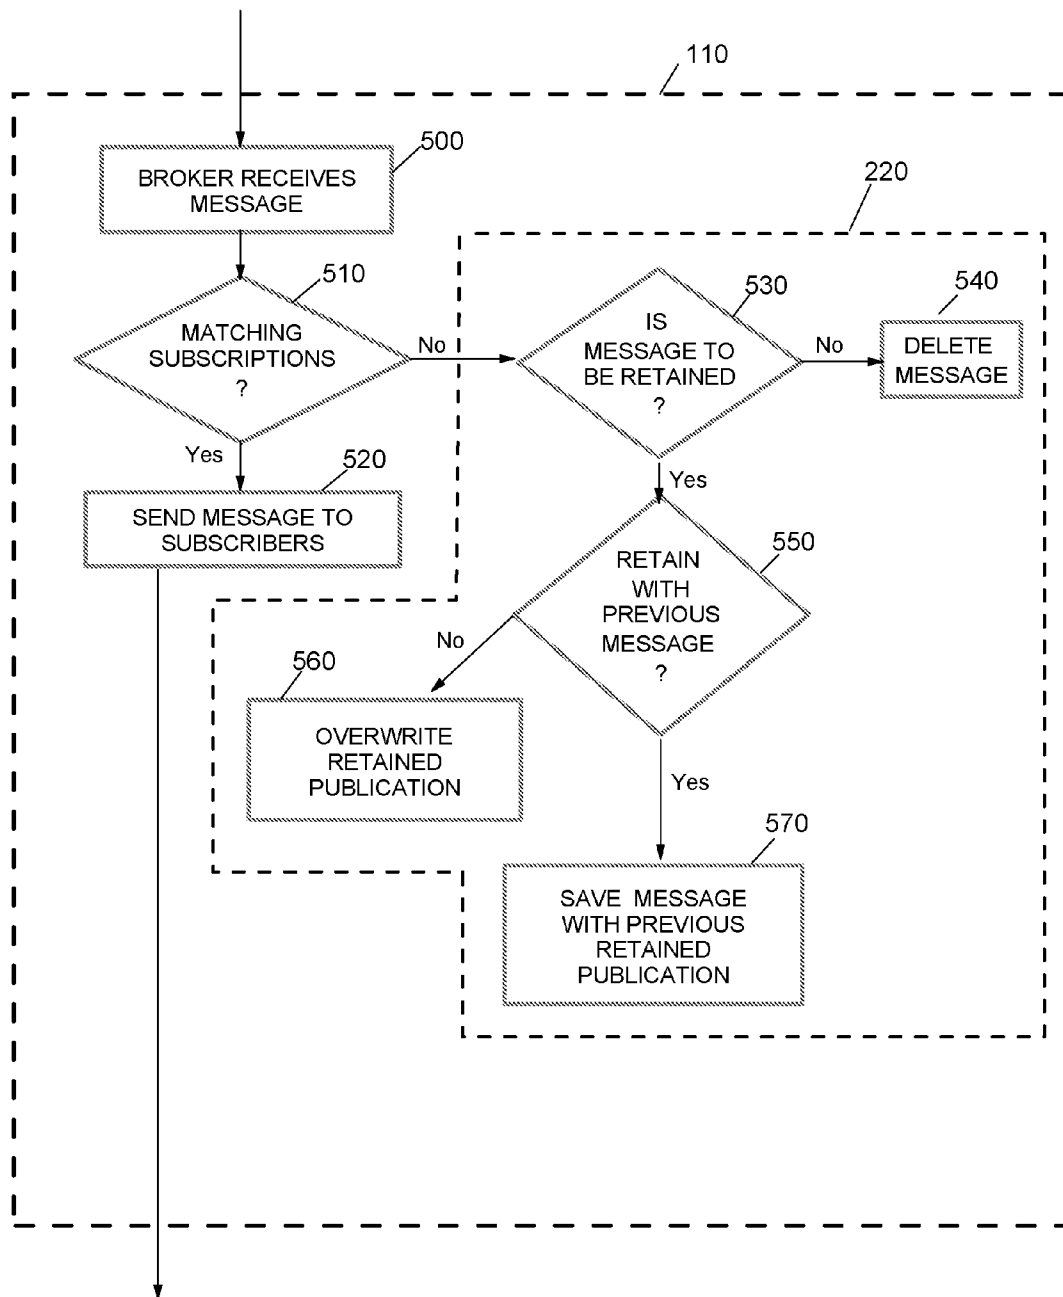 110
500
BROKER RECEIVES
MESSAGE
220
510
MATCHING
SUBSCRIPTIONS
?
No
Yes
530
IS
MESSAGE TO
BE RETAINED
?
No
Yes
540
DELETE
MESSAGE
520
SEND MESSAGE TO
SUBSCRIBERS
550
RETAIN
WITH
PREVIOUS
MESSAGE
?
No
Yes
560
OVERWRITE
RETAINED
PUBLICATION
570
SAVE MESSAGE
WITH PREVIOUS
RETAINED
PUBLICATION